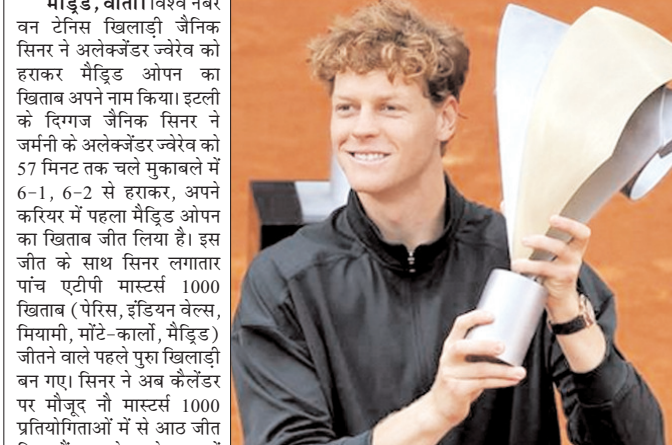 मैड्रिड, वार्ता। विश्व नंबर
वन टेनिस खिलाड़ी जैनिक
सिनर ने अलेक्जेंडर ज्वेरेव को
हराकर मैड्रिड ओपन का
खिताब अपने नाम किया। इटली
के दिग्गज जैनिक सिनर ने
जर्मनी के अलेक्जेंडर ज्वेरेव को
57 मिनट तक चले मुकाबले में
6-1, 6-2 से हराकर, अपने
करियर में पहला मैड्रिड ओपन
का खिताब जीत लिया है। इस
जीत के साथ सिनर लगातार
पांच एटीपी मास्टर्स 1000
खिताब (पेरिस, इंडियन वेल्स,
मियामी, मोंटे-कार्लो, मैड्रिड)
जीतने वाले पहले पुरुष खिलाड़ी
बन गए। सिनर ने अब कैलेंडर
पर मौजूद नौ मास्टर्स 1000
प्रतियोगिताओं में से आठ जीत